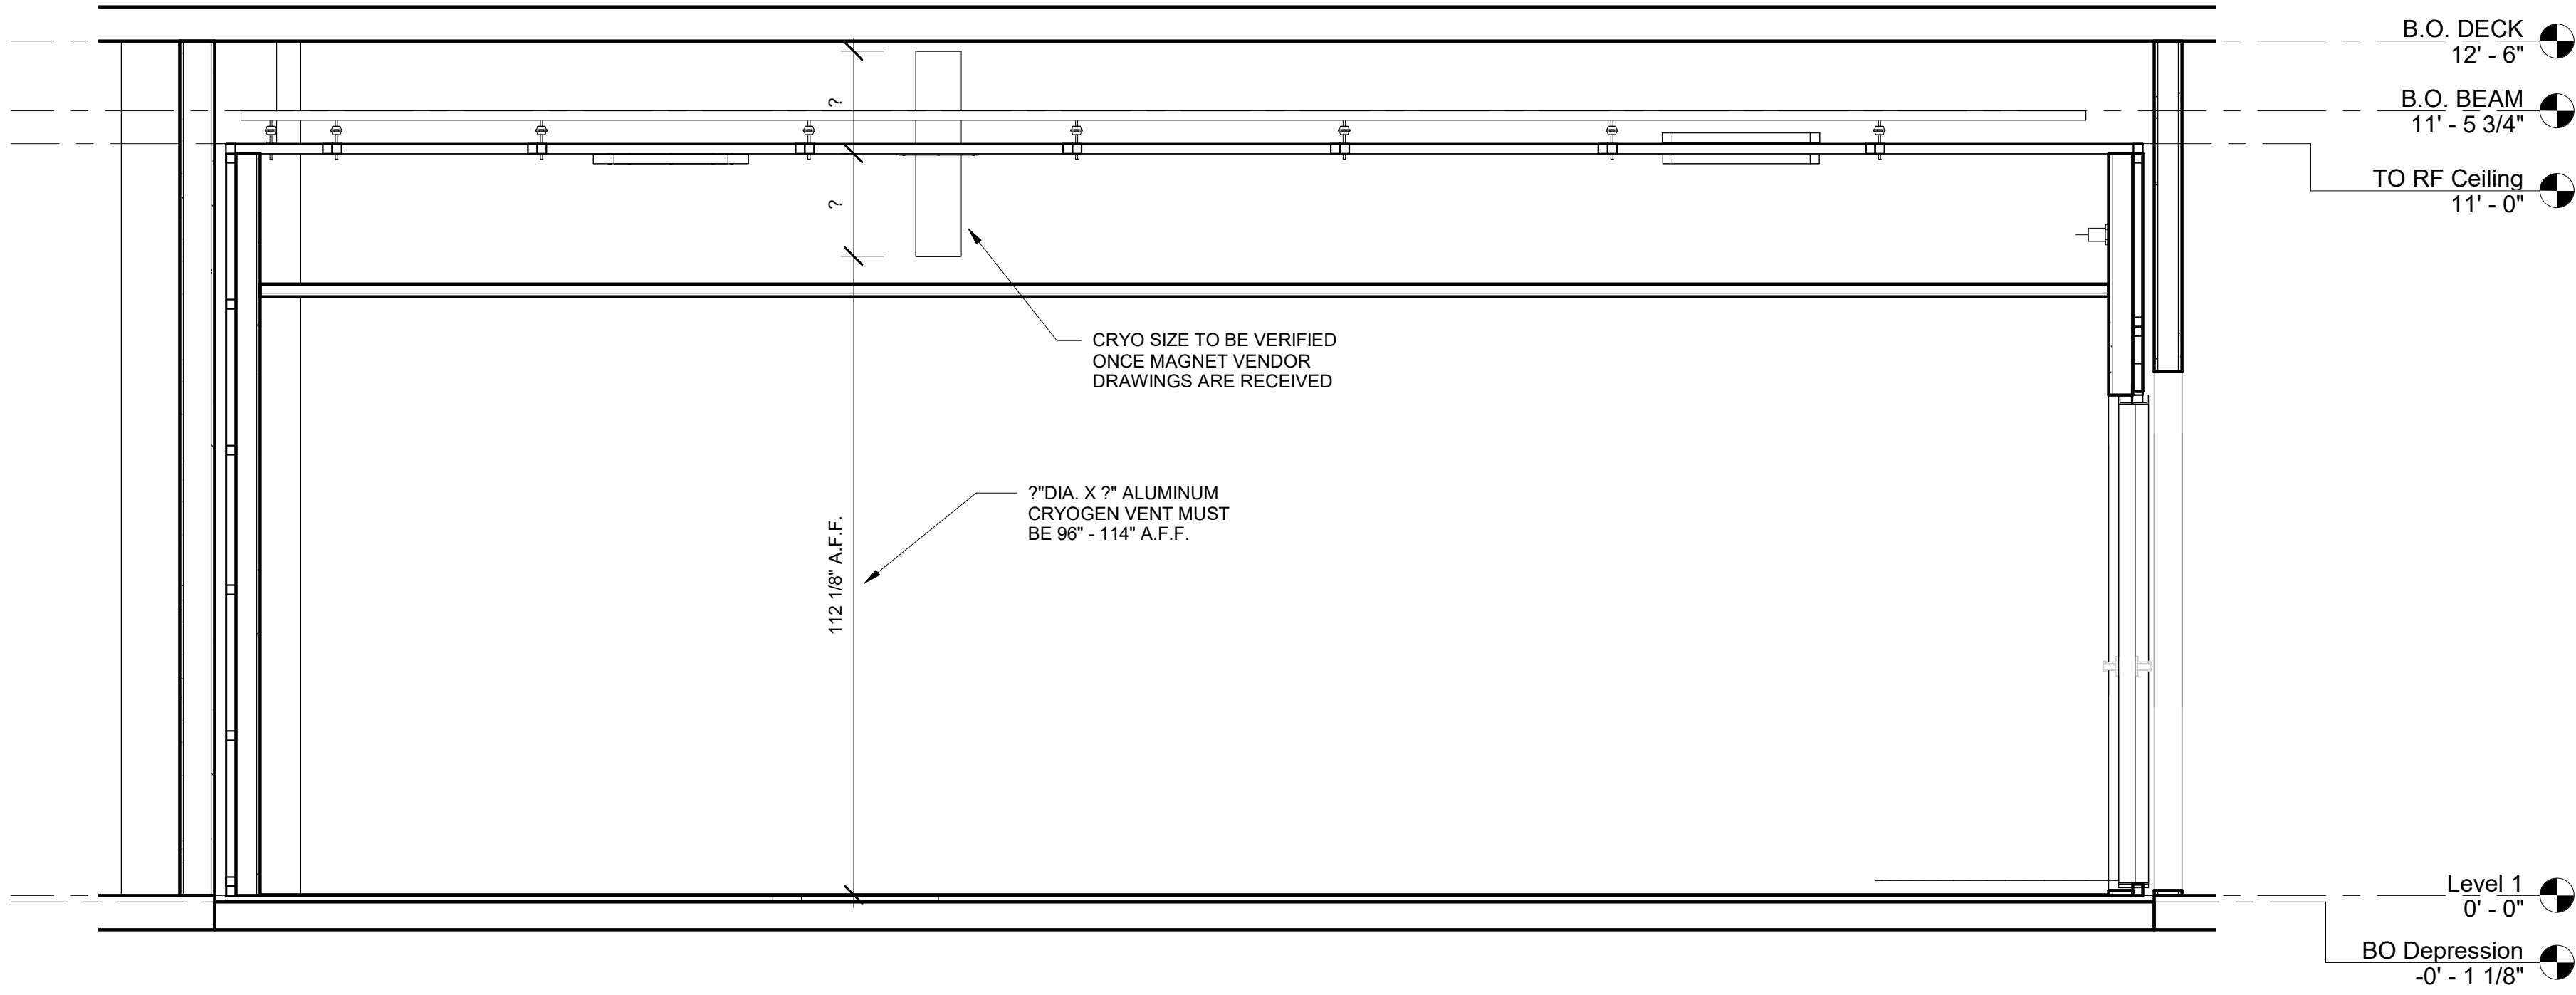 B.O. DECK
12' - 6"
B.O. BEAM
11' - 5 3/4"
TO RF Ceiling
11' - 0"
?
?
CRYO SIZE TO BE VERIFIED
ONCE MAGNET VENDOR
DRAWINGS ARE RECEIVED
?"DIA. X ?" ALUMINUM
CRYOGEN VENT MUST
BE 96" - 114" A.F.F.
112 1/8" A.F.F.
Level 1
0' - 0"
BO Depression
-0' - 1 1/8"